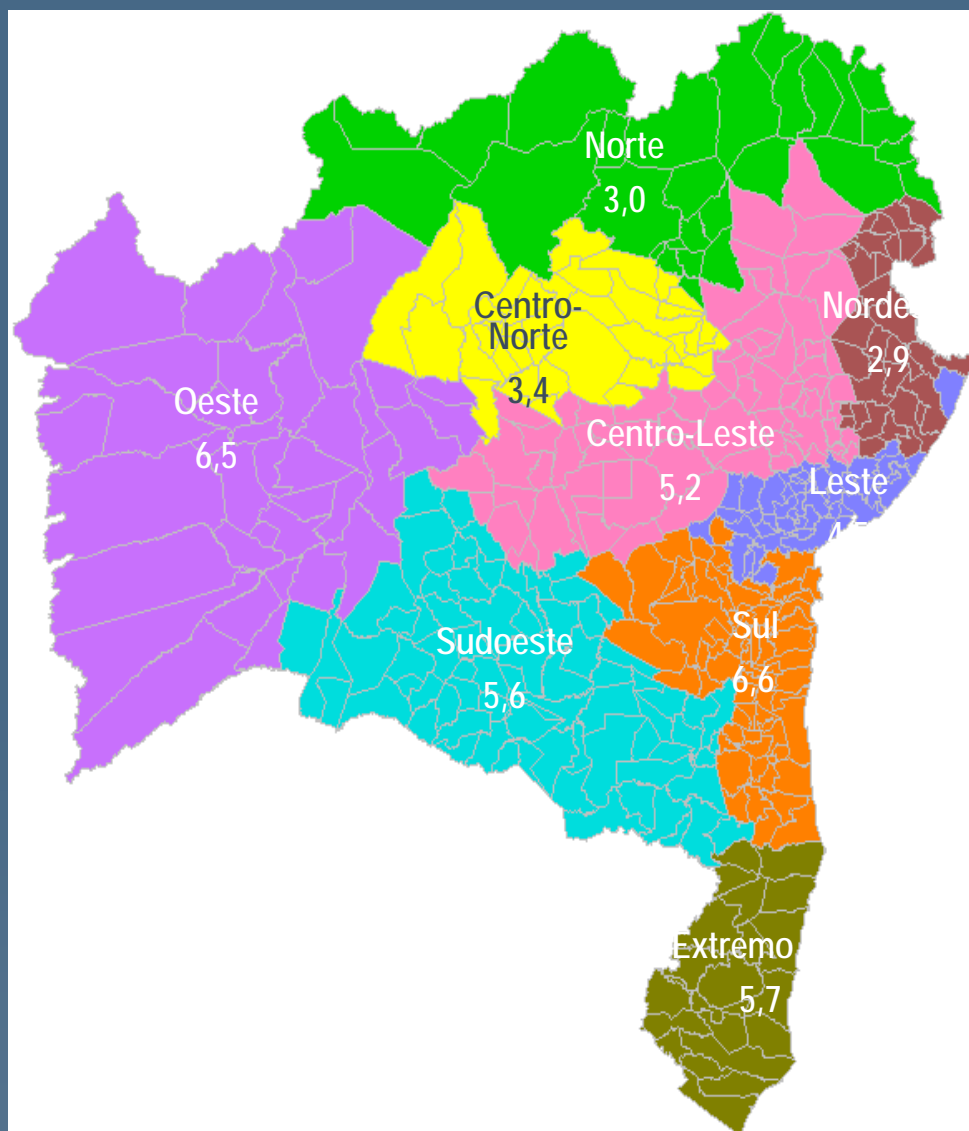 Norte
3,0
Centro-
Norte
3,4
Norde
2,9
Oeste
6,5
Centro-Leste
5,2
Leste
Sudoeste
5,6
Sul
6,6
Extremo
5,7